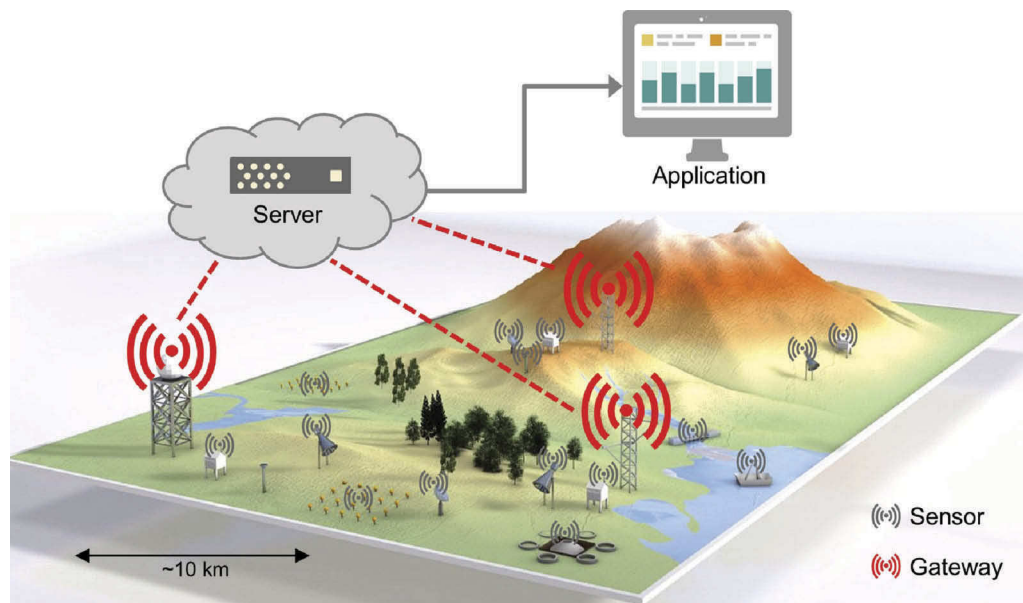 Application
Server
Sensor
Gateway
~10 km